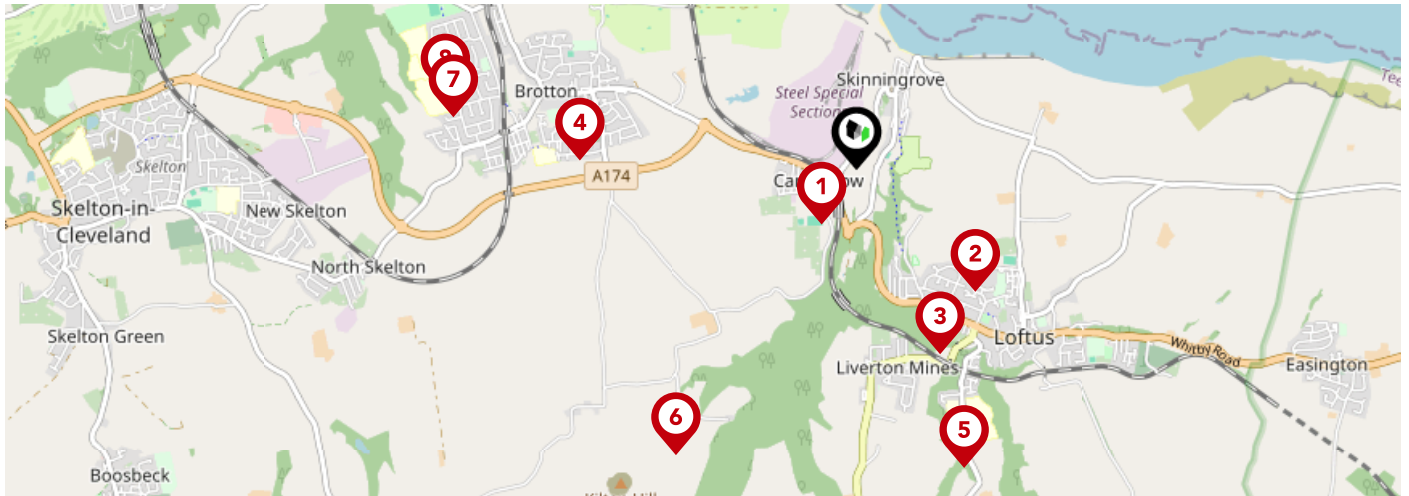 Skinningrove
Steel Special
Section
Brotton
8
7
4
A174
Skelton
1
Skelton-in-
Cleveland
New Skelton
North Skelton
2
3
Skelton Green
Loftus
Whitby Road
Liverton Mines
Easington
6
5
Boosbeck